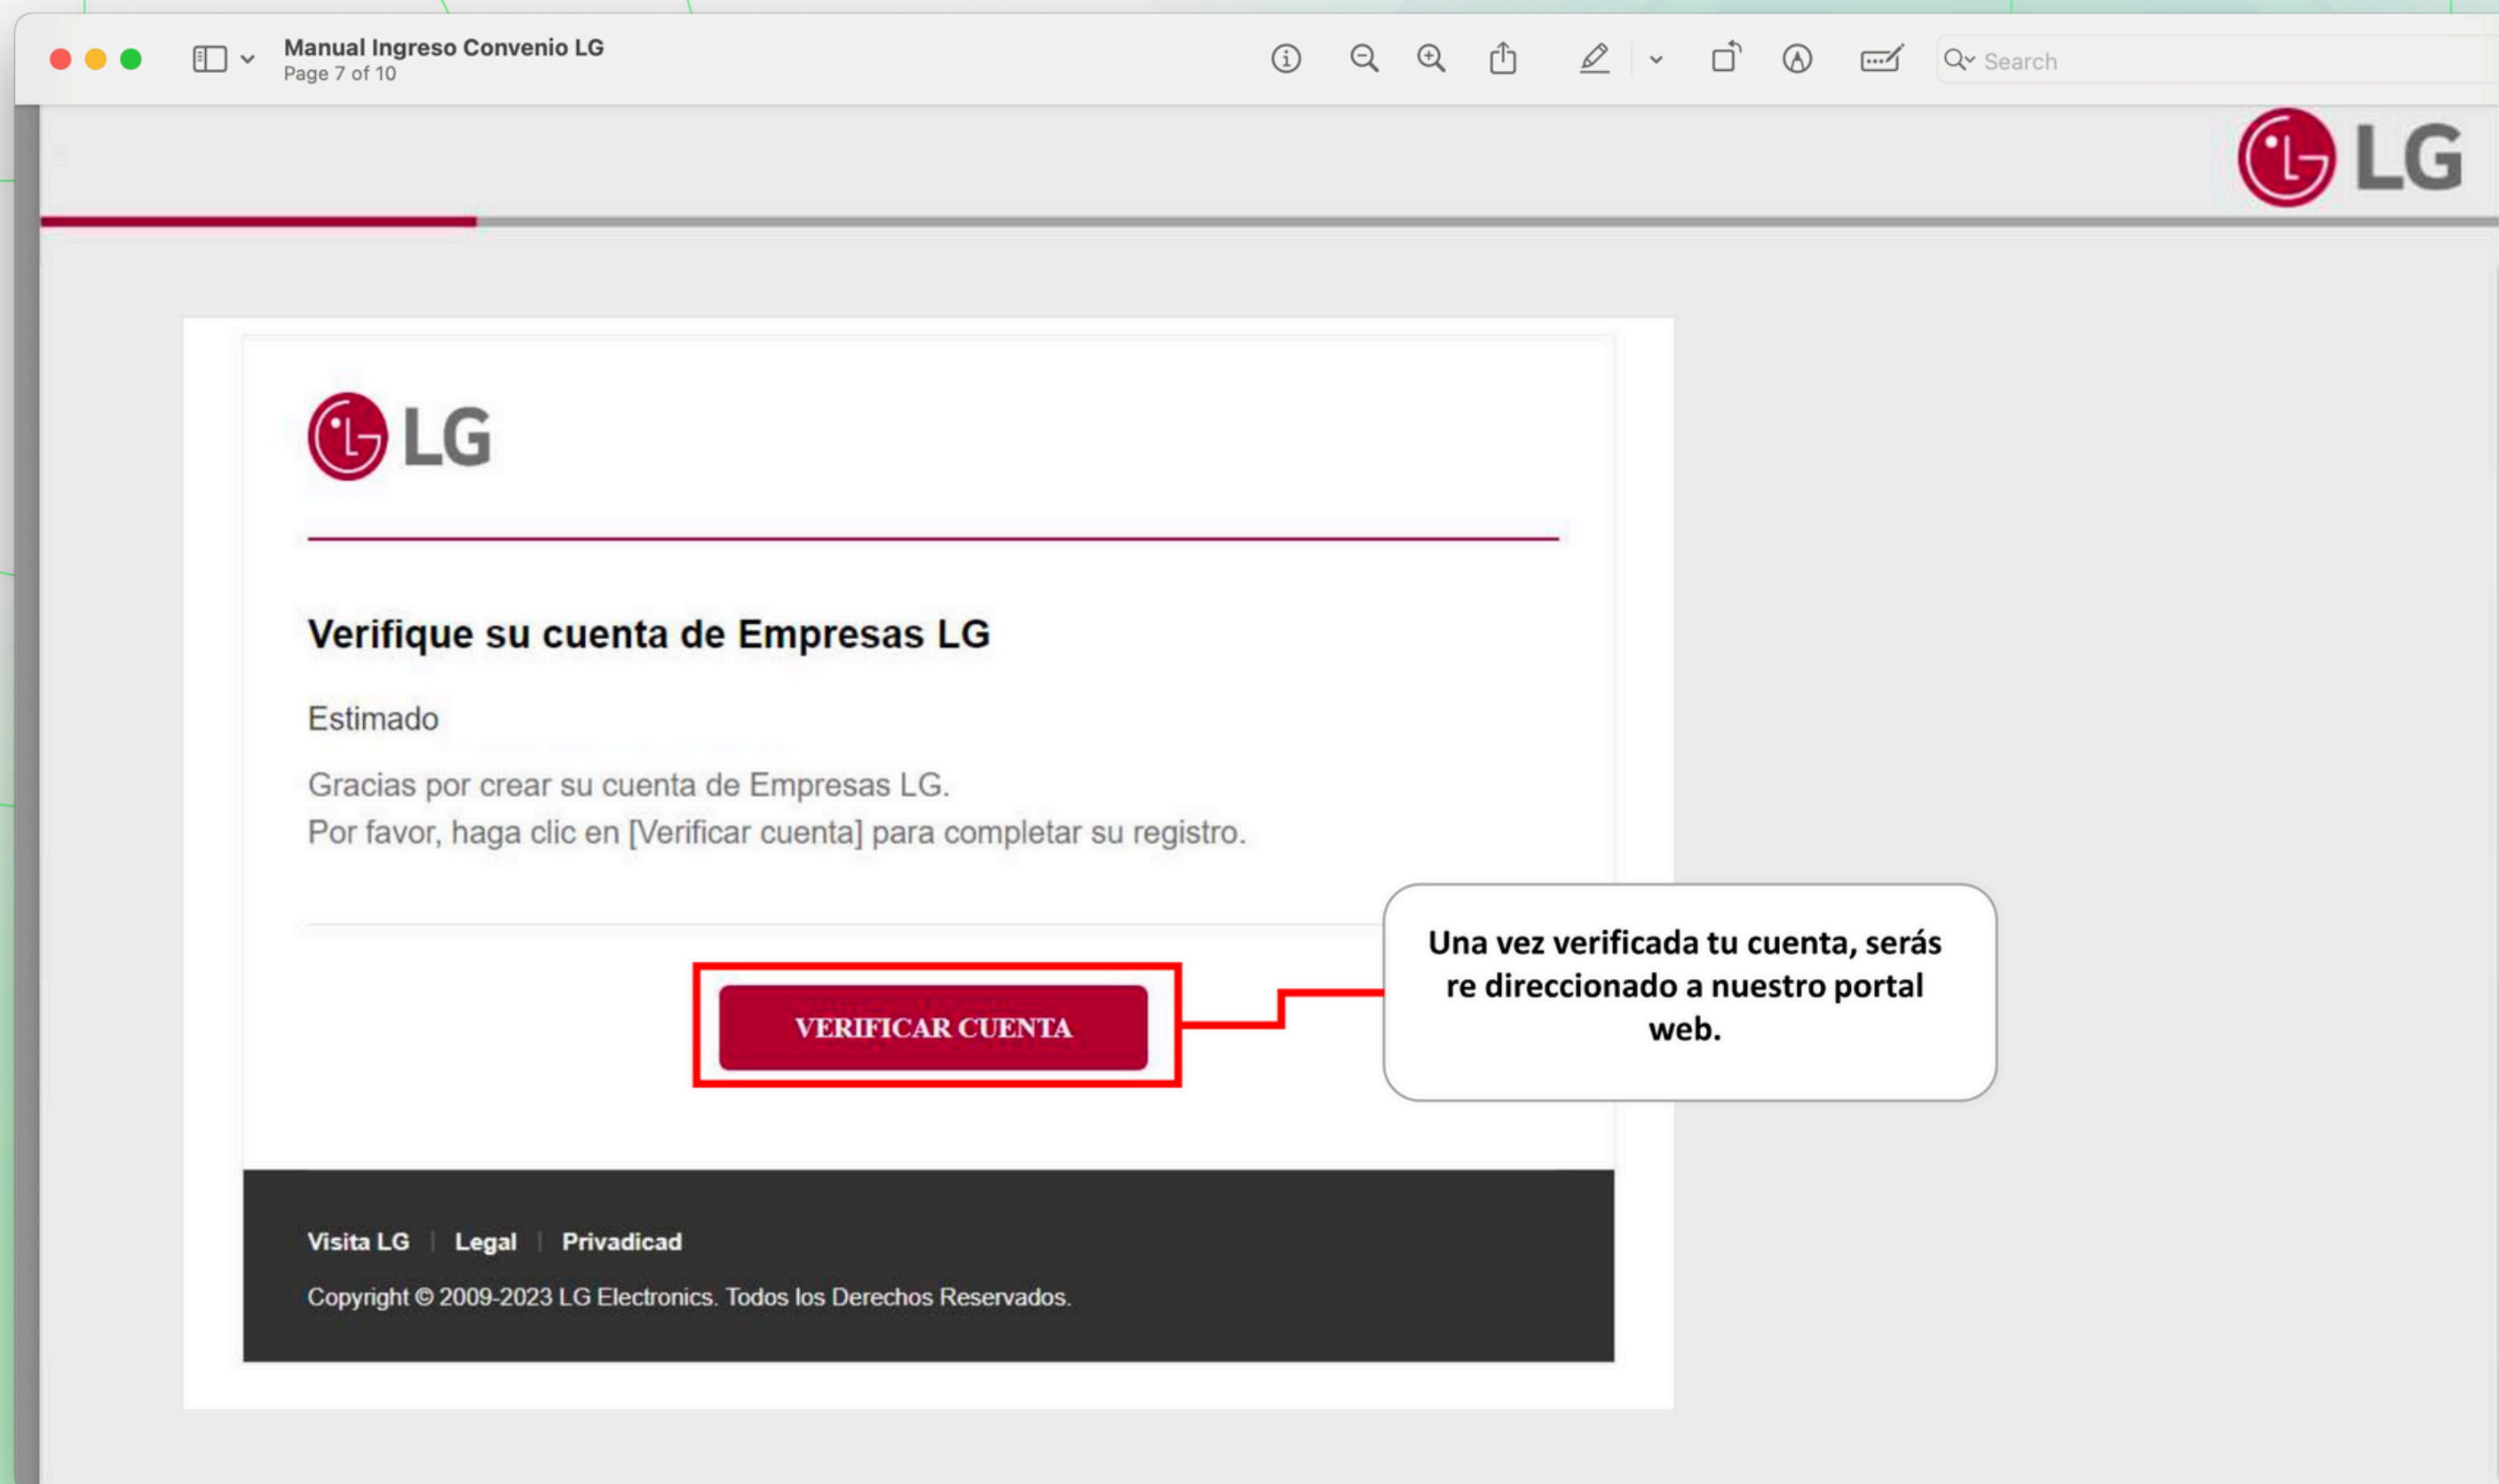 Manual Ingreso Convenio LG
Page 7 of 10
Search
LG
LG
Verifique su cuenta de Empresas LG
Estimado
Gracias por crear su cuenta de Empresas LG.
Por favor, haga clic en [Verificar cuenta] para completar su registro.
Una vez verificada tu cuenta, serás
re direccionado a nuestro portal
web.
VERIFICAR CUENTA
Visita LG | Legal | Privadicad
Copyright © 2009-2023 LG Electronics. Todos los Derechos Reservados.